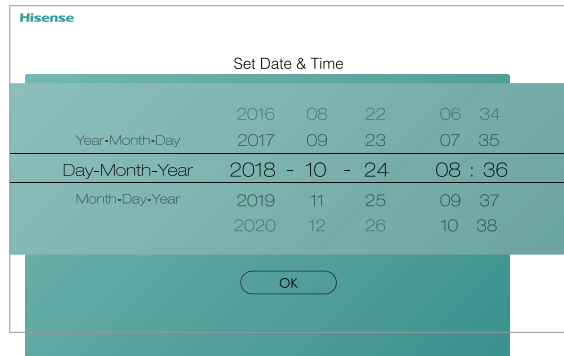 Hisense
Set Date & Time
2016 08 22 06 34
Year-Month-Day 2017 09 23 07 35
Day-Month-Year 2018 - 10 - 24 08 : 36
Month-Day-Year 2019 11 25 09 37
2020 12 26 10 38
OK